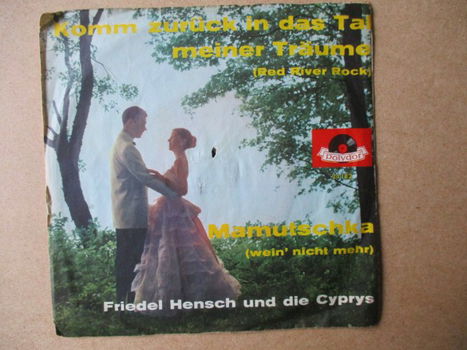 Komm zurück in das Tal
meiner Träume
(Red River Rock)
polydor
Mamutschka
(wein' nicht mehr)
Friedel Hensch und die Cyprys